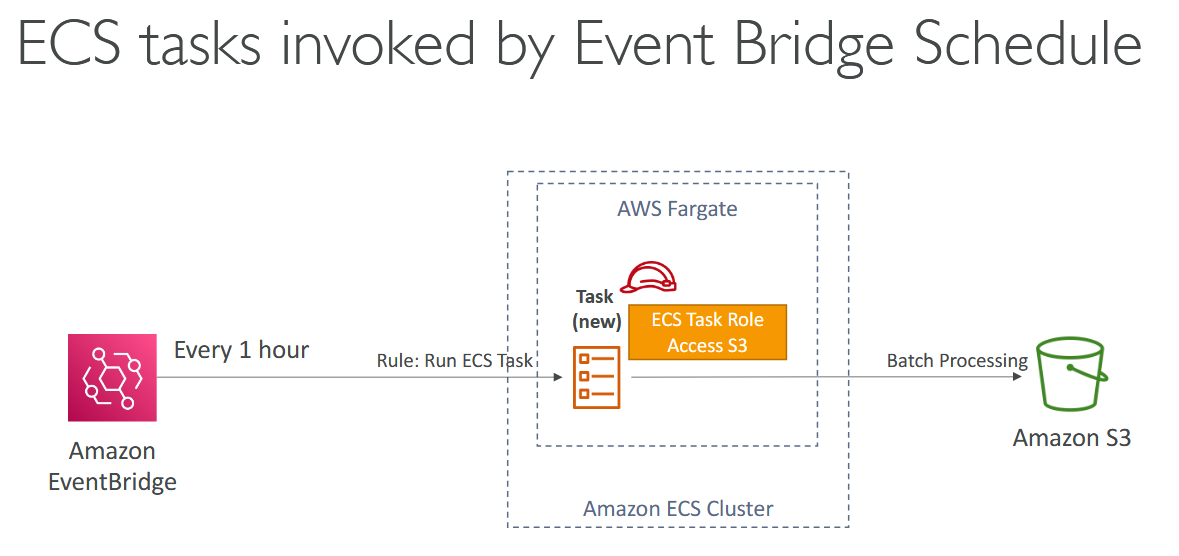 ECS tasks invoked by Event Bridge Schedule
AWS Fargate
Task
(new)
ECS Task Role
Access S3
Every 1 hour
Rule: Run ECS Task
Batch Processing
Amazon
EventBridge
Amazon S3
Amazon ECS Cluster